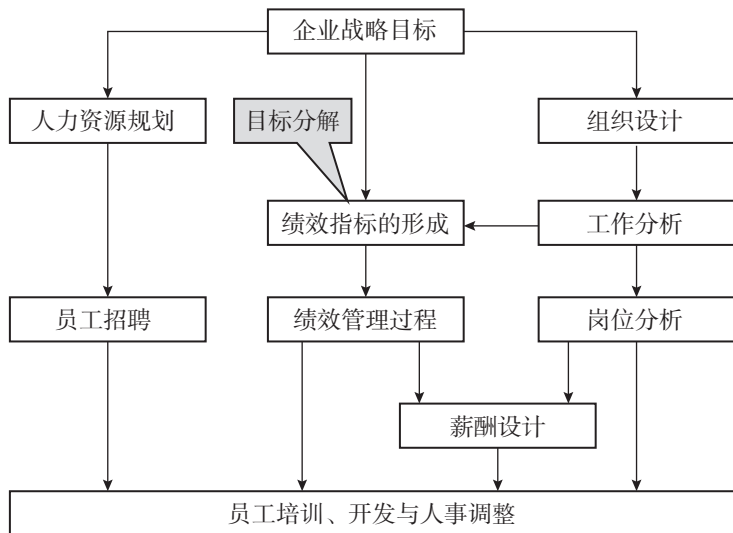 企业战略目标
人力资源规划
目标分解
组织设计
绩效指标的形成
工作分析
员工招聘
绩效管理过程
岗位分析
薪酬设计
员工培训、开发与人事调整